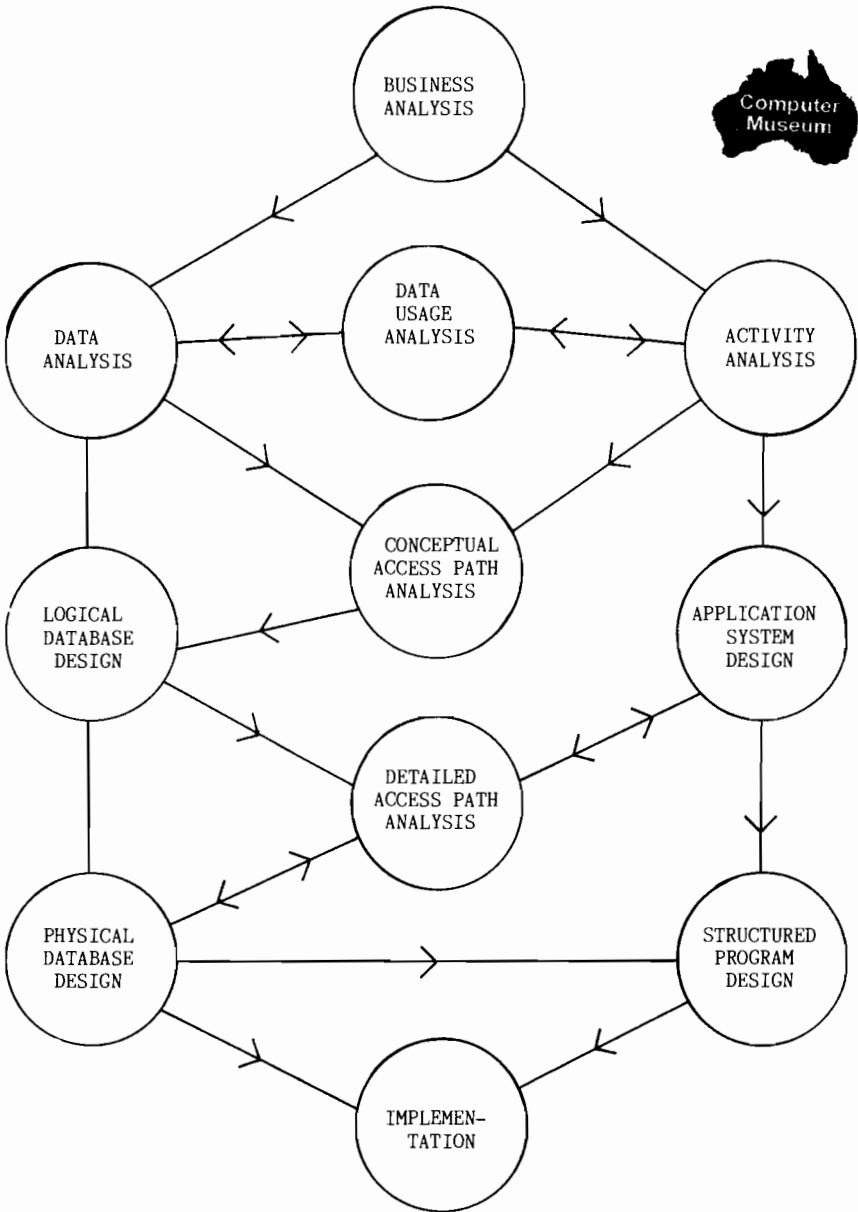 BUSINESS
ANALYSIS
Computer
Museum
DATA
ANALYSIS
DATA
USAGE
ANALYSIS
ACTIVITY
ANALYSIS
CONCEPTUAL
ACCESS PATH
ANALYSIS
LOGICAL
DATABASE
DESIGN
APPLICATION
SYSTEM
DESIGN
DETAILED
ACCESS PATH
ANALYSIS
PHYSICAL
DATABASE
DESIGN
STRUCTURED
PROGRAM
DESIGN
IMPLEMEN-
TATION